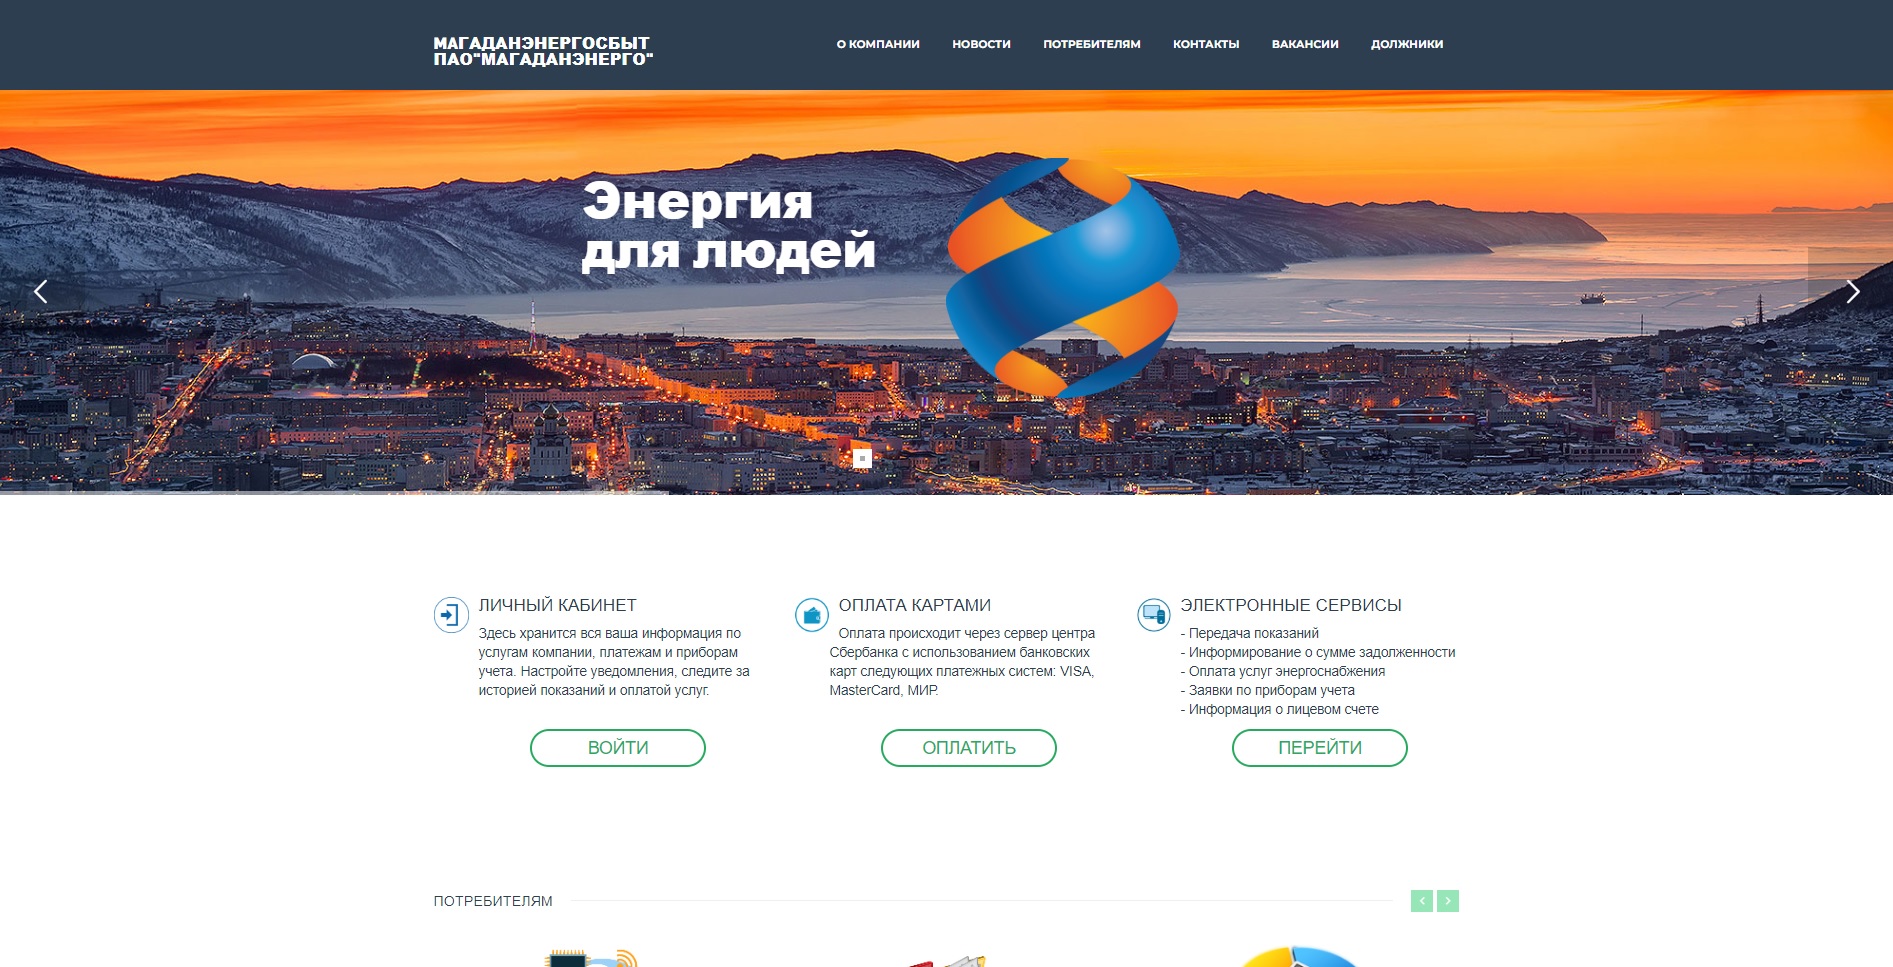 МАГАДАНЭНЕРГОСБЫТ
ПАО"МАГАДАНЭНЕРГО"
О КОМПАНИИ НОВОСТИ ПОТРЕБИТЕЛЯМ КОНТАКТЫ ВАКАНСИИ ДОЛЖНИКИ
Энергия
для людей
ЛИЧНЫЙ КАБИНЕТ
Здесь хранится вся ваша информация по
услугам компании, платежам и приборам
учета. Настройте уведомления, следите за
историей показаний и оплатой услуг.
ВОЙТИ
ОПЛАТА КАРТАМИ
Оплата происходит через сервер центра
Сбербанка с использованием банковских
карт следующих платежных систем: VISA,
MasterCard, МИР.
ОПЛАТИТЬ
ЭЛЕКТРОННЫЕ СЕРВИСЫ
- Передача показаний
- Информирование о сумме задолженности
- Оплата услуг энергоснабжения
- Заявки по приборам учета
- Информация о лицевом счете
ПЕРЕЙТИ
ПОТРЕБИТЕЛЯМ